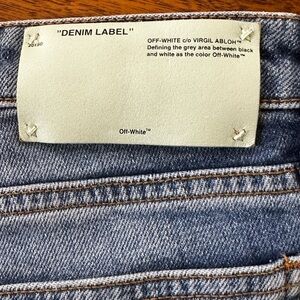 "DENIM LABEL"
OFF-WHITE c/o VIRGIL ABLOH™
Defining the grey area between black
and white as the color Off-White™
Off-White™